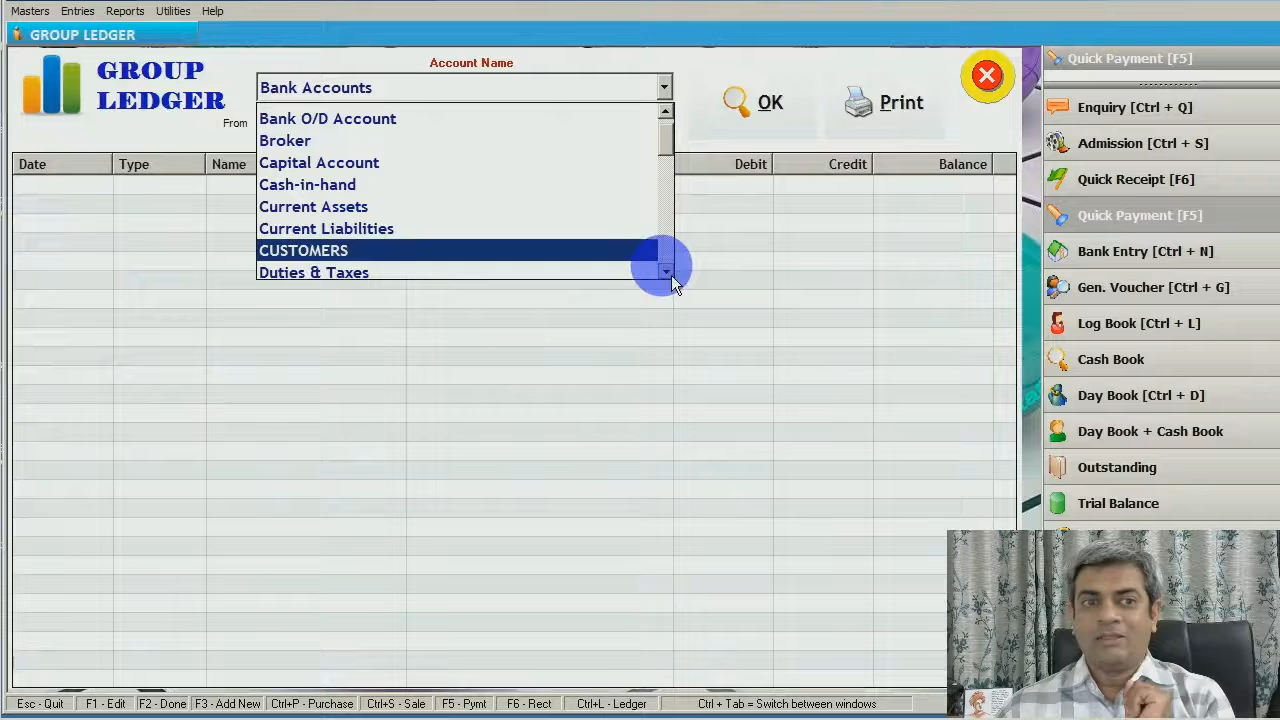 Masters Entries Reports Utilities Help
GROUP LEDGER
GROUP
LEDGER
From
Account Name
Bank Accounts
Bank O/D Account
Broker
Capital Account
Cash-in-hand
Current Assets
Current Liabilities
CUSTOMERS
Duties & Taxes
OK
Print
Date Type Name Debit Credit Balance
Quick Payment [F5]
Enquiry [Ctrl + Q]
Admission [Ctrl + S]
Quick Receipt [F6]
Quick Payment [F5]
Bank Entry [Ctrl + N]
Gen. Voucher [Ctrl + G]
Log Book [Ctrl + L]
Cash Book
Day Book [Ctrl + D]
Day Book + Cash Book
Outstanding
Trial Balance
Esc - Quit F1 - Edit F2 - Done F3 - Add New Ctrl+P - Purchase Ctrl+S - Sale F5 - Pymt F6 - Rec Ctrl+L - Ledger = Switch between windows